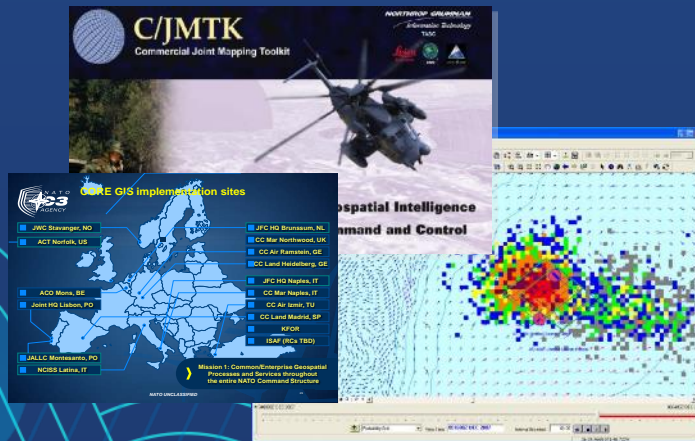 C/JMTK
Commercial Joint Mapping Toolkit
NORTHROP GRUMMAN
Information Technology
TASC
ospatial Intelligence
mmand and Control
NATO
C3
AGENCY
CORE GIS implementation sites
JWC Stavanger, NO
ACT Norfolk, US
ACO Mons, BE
Joint HQ Lisbon, PO
JALLC Montesanto, PO
NCISS Latina, IT
JFC HQ Brunssum, NL
CC Mar Northwood, UK
CC Air Ramstein, GE
CC Land Heidelberg, GE
JFC HQ Naples, IT
CC Mar Naples, IT
CC Air Izmir, TU
CC Land Madrid, SP
KFOR
ISAF (RCs TBD)
Mission 1: Common/Enterprise Geospatial
Processes and Services throughout
the entire NATO Command Structure
NATO UNCLASSIFIED